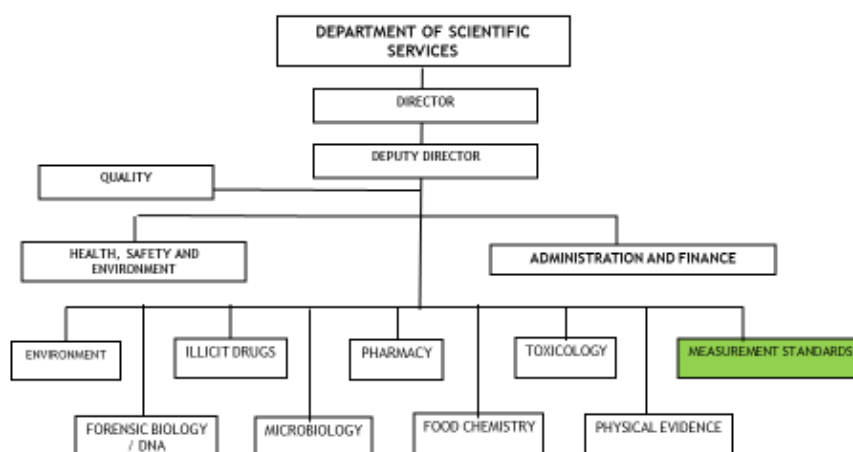 DEPARTMENT OF SCIENTIFIC
SERVICES
DIRECTOR
DEPUTY DIRECTOR
QUALITY
HEALTH, SAFETY AND
ENVIRONMENT
ADMINISTRATION AND FINANCE
ENVIRONMENT
ILLICIT DRUGS
PHARMACY
TOXICOLOGY
MEASUREMENT STANDARDS
FORENSIC BIOLOGY
/ DNA
MICROBIOLOGY
FOOD CHEMISTRY
PHYSICAL EVIDENCE